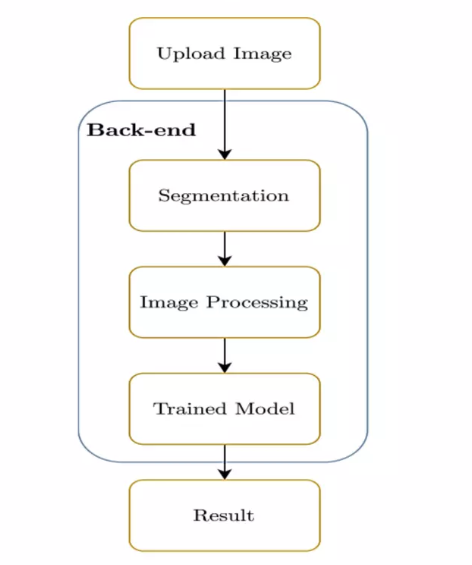 Upload Image
Back-end
Segmentation
Image Processing
Trained Model
Result